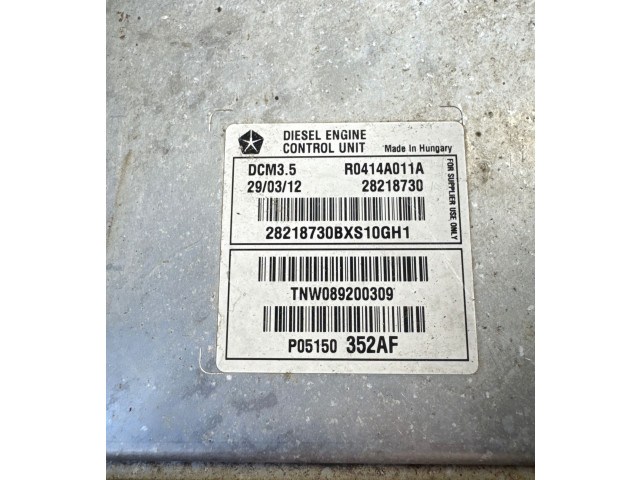 DIESEL ENGINE
CONTROL UNIT
Made In Hungary
DCM3.5 R0414A011A
29/03/12 28218730
28218730BXS10GH1
FOR SUPPLIER USE ONLY
TNW089200309
P05150 352AF